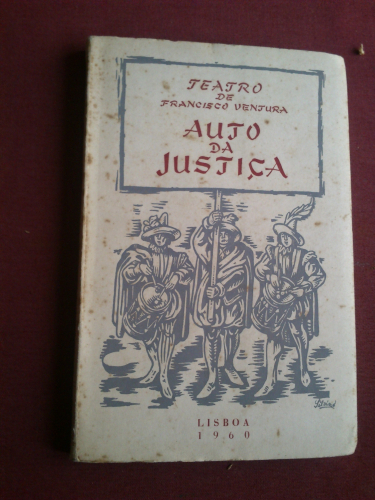 TEATRO
DE
FRANCISCO VENTURA
AUTO
DA
JUSTIÇA
LISBOA
1960